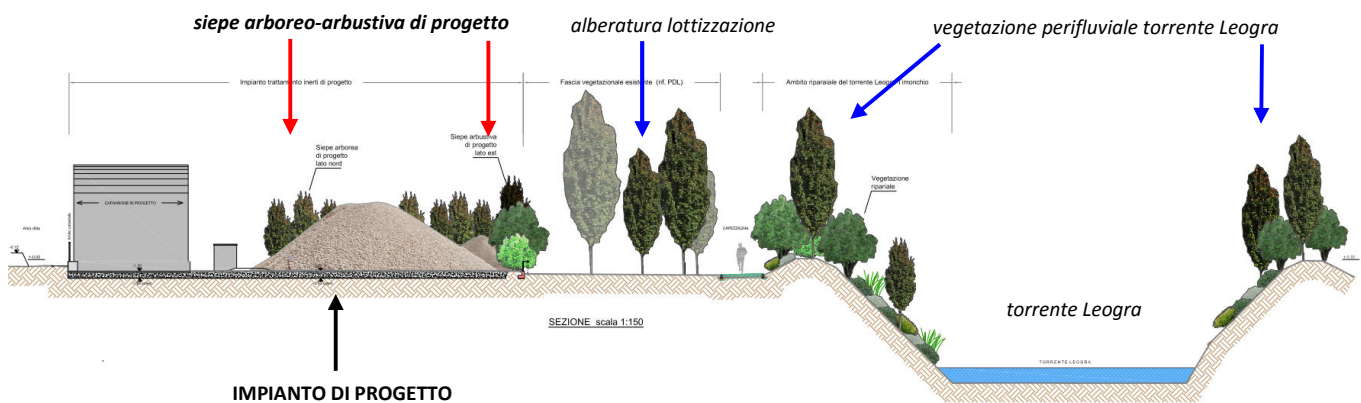 siepe arboreo-arbustiva di progetto
alberatura lottizzazione
vegetazione perifluviale torrente Leogra
Impianto trattamento inerti di progetto
Fascia vegetazionale esistente (rif. PDL)
Ambito ripariale del torrente Leogra
Siepe arborea
di progetto
lato nord
Siepe arbustiva
di progetto
lato est
Vegetazione
ripariale
CAPANNONE IN PROGETTO
CAPEZZAGNA
SEZIONE scala 1:150
torrente Leogra
TORRENTE LEOGRA
IMPIANTO DI PROGETTO